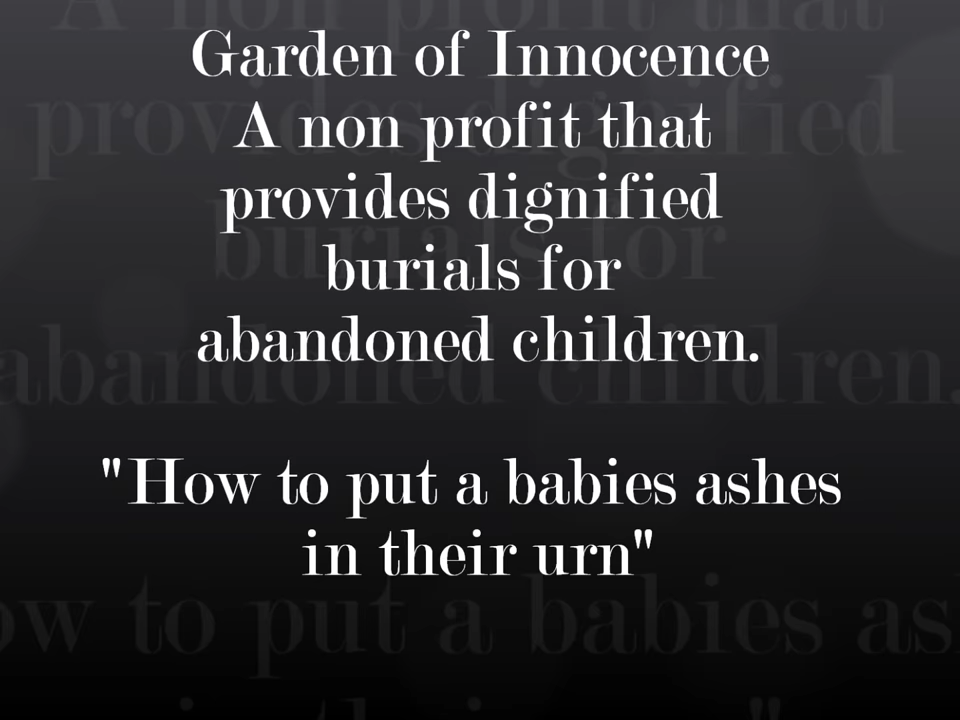 Garden of Innocence
A non profit that
provides dignified
burials for
abandoned children.
"How to put a babies ashes
in their urn"